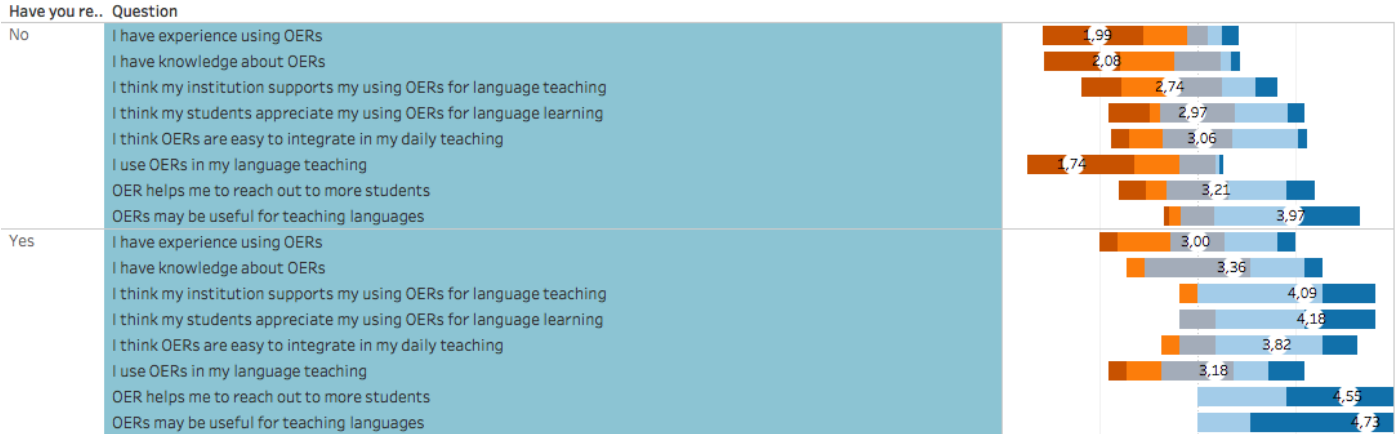 Have you re.. Question
No I have experience using OERs 1,99
I have knowledge about OERs 2,08
I think my institution supports my using OERs for language teaching 2,74
I think my students appreciate my using OERs for language learning 2,97
I think OERs are easy to integrate in my daily teaching 3,06
I use OERs in my language teaching 1,74
OER helps me to reach out to more students 3,21
OERs may be useful for teaching languages 3,97
Yes I have experience using OERs 3,00
I have knowledge about OERs 3,36
I think my institution supports my using OERs for language teaching 4,09
I think my students appreciate my using OERs for language learning 4,18
I think OERs are easy to integrate in my daily teaching 3,82
I use OERs in my language teaching 3,18
OER helps me to reach out to more students 4,55
OERs may be useful for teaching languages 4,73